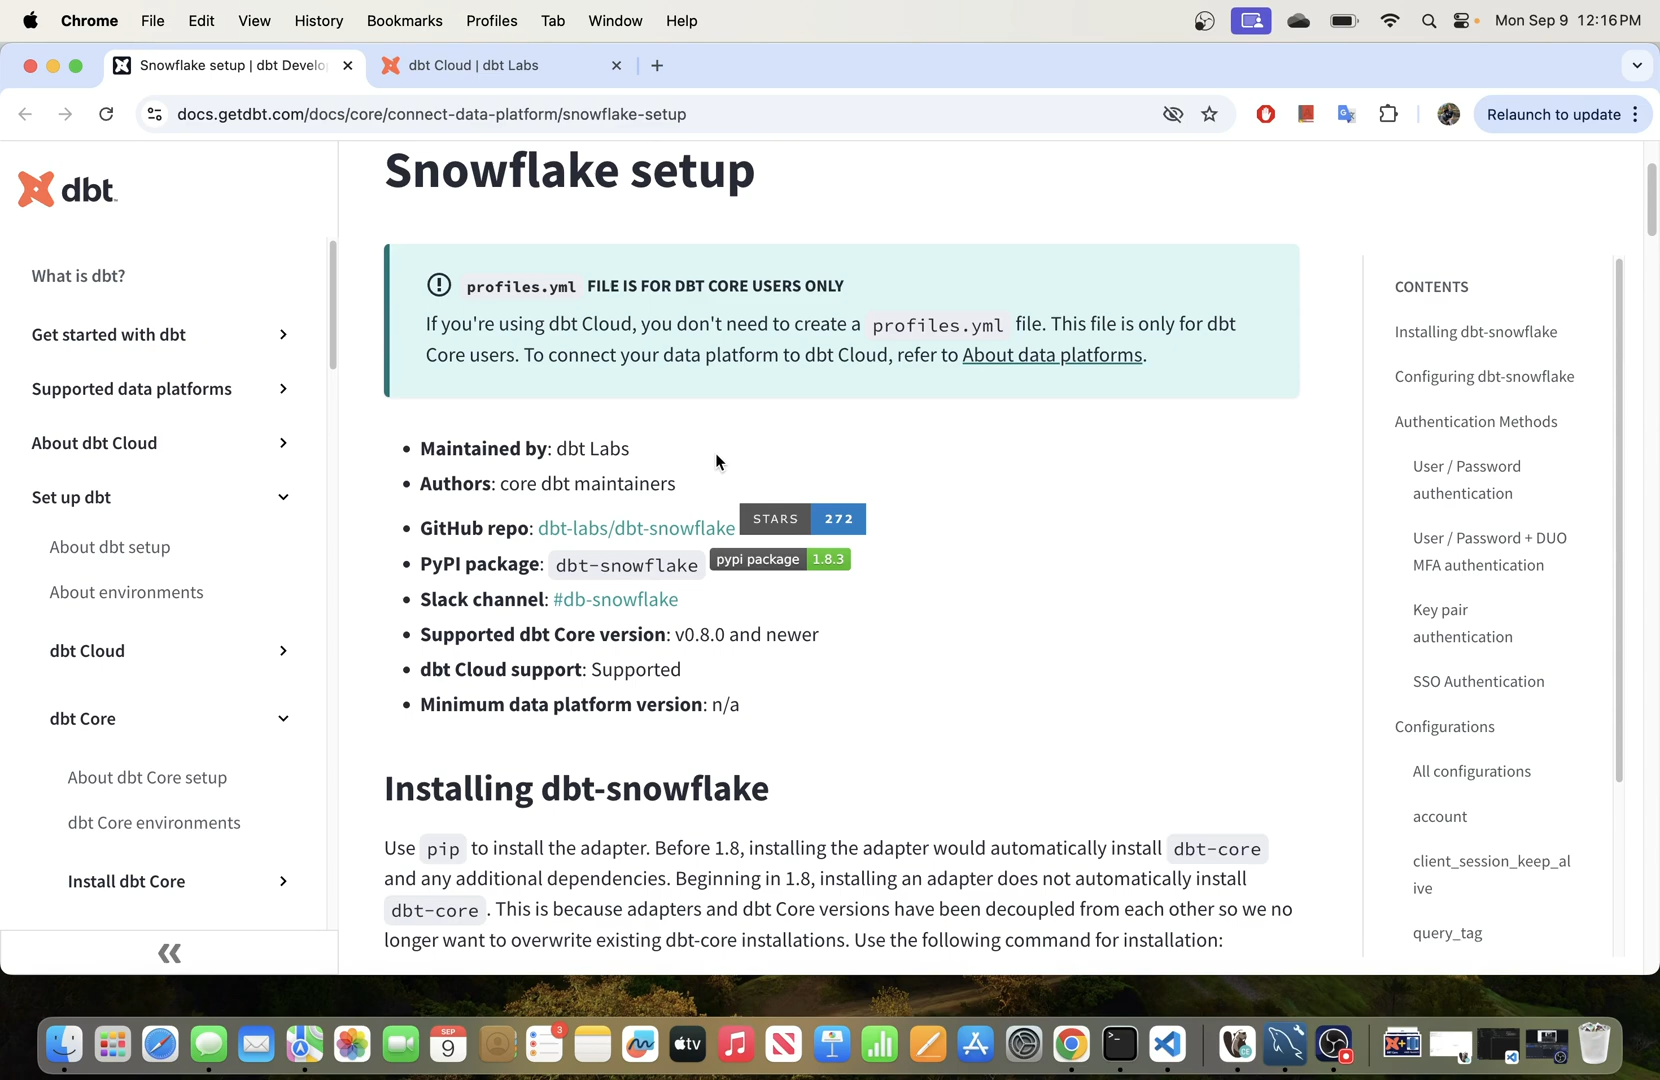 Chrome File Edit View History Bookmarks Profiles Tab Window Help Mon Sep 9 12:16 PM
Snowflake setup | dbt Develo dbt Cloud | dbt Labs
docs.getdbt.com/docs/core/connect-data-platform/snowflake-setup Relaunch to update
dbt
What is dbt?
Get started with dbt
Supported data platforms
About dbt Cloud
Set up dbt
About dbt setup
About environments
dbt Cloud
dbt Core
About dbt Core setup
dbt Core environments
Install dbt Core
Snowflake setup
profiles.yml FILE IS FOR DBT CORE USERS ONLY
If you're using dbt Cloud, you don't need to create a profiles.yml file. This file is only for dbt
Core users. To connect your data platform to dbt Cloud, refer to About data platforms.
Maintained by: dbt Labs
Authors: core dbt maintainers
GitHub repo: dbt-labs/dbt-snowflake STARS 272
PyPI package: dbt-snowflake pypi package 1.8.3
Slack channel: #db-snowflake
Supported dbt Core version: v0.8.0 and newer
dbt Cloud support: Supported
Minimum data platform version: n/a
Installing dbt-snowflake
Use pip to install the adapter. Before 1.8, installing the adapter would automatically install dbt-core
and any additional dependencies. Beginning in 1.8, installing an adapter does not automatically install
dbt-core. This is because adapters and dbt Core versions have been decoupled from each other so we no
longer want to overwrite existing dbt-core installations. Use the following command for installation:
CONTENTS
Installing dbt-snowflake
Configuring dbt-snowflake
Authentication Methods
User / Password
authentication
User / Password + DUO
MFA authentication
Key pair
authentication
SSO Authentication
Configurations
All configurations
account
client_session_keep_al
ive
query_tag
SEP
9
3
tv